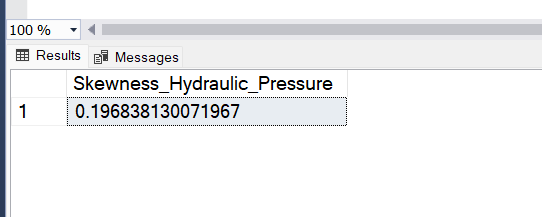 100 %
Results Messages
Skewness_Hydraulic_Pressure
1 0.196838130071967